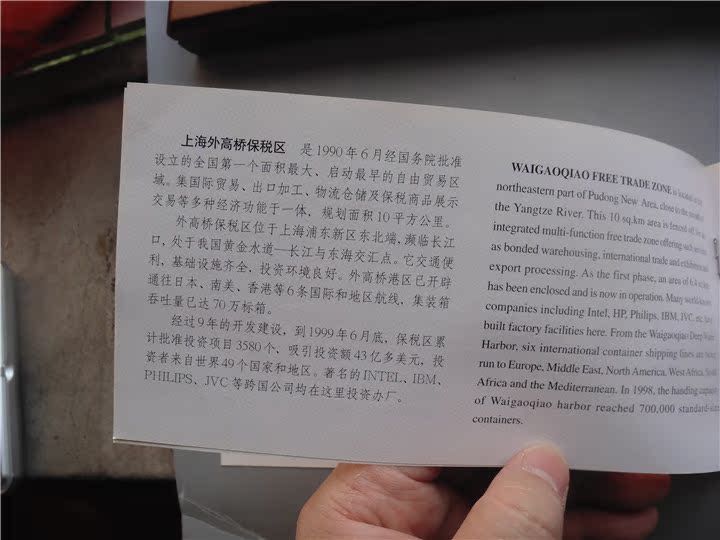 上海外高桥保税区 是1990年6月经国务院批准
设立的全国第一个面积最大、启动最早的自由贸易区
域。集国际贸易、出口加工、物流仓储及保税商品展示
交易等多种经济功能于一体，规划面积10平方公里。
外高桥保税区位于上海浦东新区东北端，濒临长江
口，处于我国黄金水道—长江与东海交汇点。它交通便
利，基础设施齐全，投资环境良好。外高桥港区已开辟
通往日本、南美、香港等6条国际和地区航线，集装箱
吞吐量已达70万标箱。
经过9年的开发建设，到1999年6月底，保税区累
计批准投资项目3580个，吸引投资额43亿多美元，投
资者来自世界49个国家和地区。著名的INTEL、IBM、
PHILIPS、JVC等跨国公司均在这里投资办厂。
WAIGAOQIAO FREE TRADE ZONE is located
northeastern part of Pudong New Area, close to the
the Yangtze River. This 10 sq.km area is fenced off
integrated multi-function free trade zone offering such
as bonded warehousing, international trade and exhibition and
export processing. As the first phase, an area of 6.4
has been enclosed and is now in operation. Many world-known
companies including Intel, HP, Philips, IBM, JVC, etc. have
built factory facilities here. From the Waigaoqiao Deep Water
Harbor, six international container shipping lines are
run to Europe, Middle East, North America, West Africa, South
Africa and the Mediterranean. In 1998, the handing capacity
of Waigaoqiao harbor reached 700,000 standard-sized
containers.